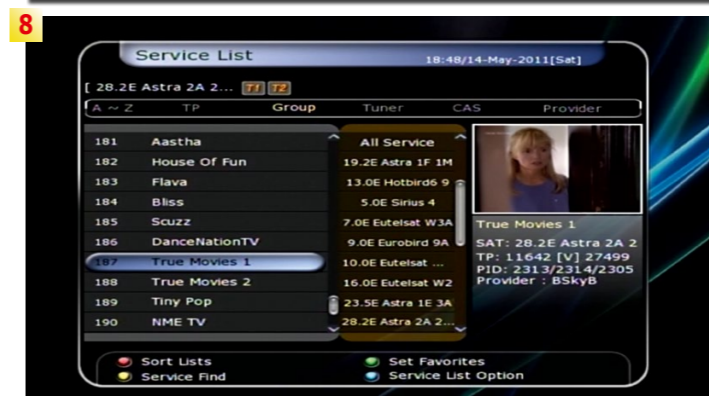 8
Service List
18:48/14-May-2011[Sat]
[ 28.2E Astra 2A 2... T1 T2
A ~ Z TP Group Tuner CAS Provider
181 Aastha
182 House Of Fun
183 Flava
184 Bliss
185 Scuzz
186 DanceNationTV
187 True Movies 1
188 True Movies 2
189 Tiny Pop
190 NME TV
All Service
19.2E Astra 1F 1M
13.0E Hotbird6 9
5.0E Sirius 4
7.0E Eutelsat W3A
9.0E Eurobird 9A
10.0E Eutelsat ...
16.0E Eutelsat W2
23.5E Astra 1E 3A
28.2E Astra 2A 2...
True Movies 1
SAT: 28.2E Astra 2A 2
TP: 11642 [V] 27499
PID: 2313/2314/2305
Provider : BSkyB
Sort Lists
Set Favorites
Service Find
Service List Option